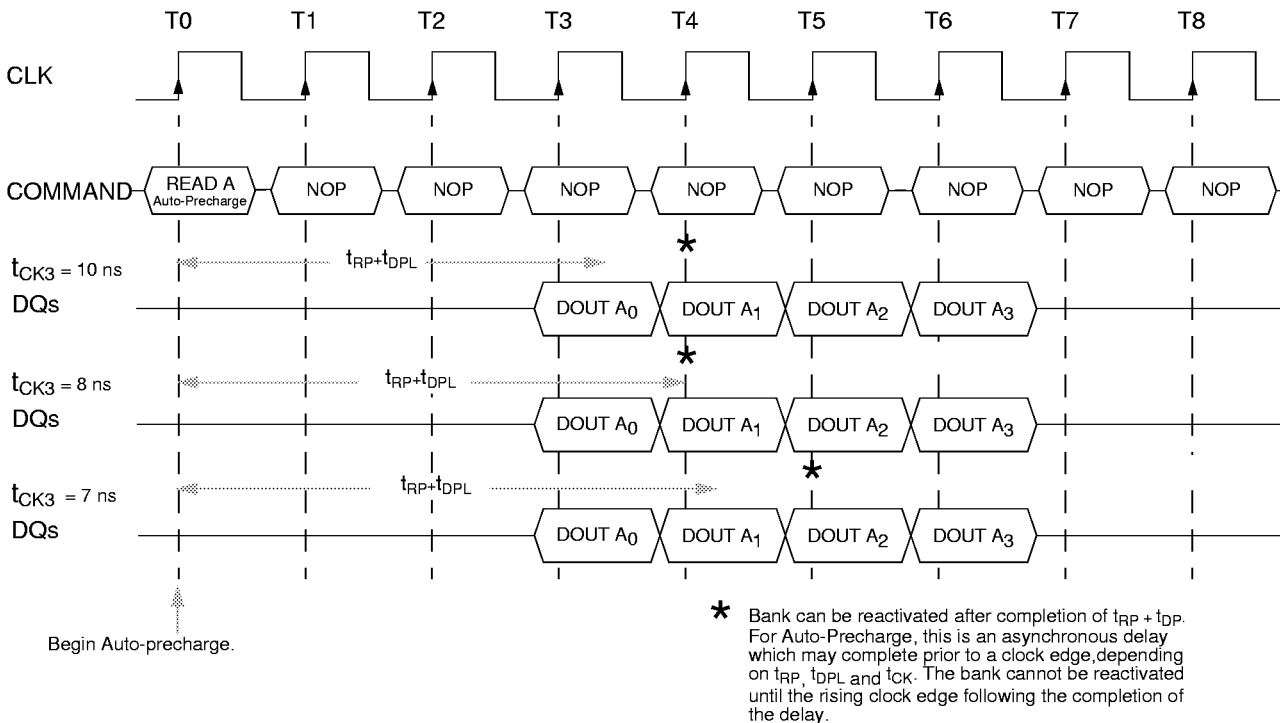 T0 T1 T2 T3 T4 T5 T6 T7 T8
CLK
COMMAND READ A Auto-Precharge NOP NOP NOP NOP NOP NOP NOP NOP
*
tCK3 = 10 ns tRP+tDPL
DQs DOUT A0 DOUT A1 DOUT A2 DOUT A3
*
tCK3 = 8 ns tRP+tDPL
DQs DOUT A0 DOUT A1 DOUT A2 DOUT A3
*
tCK3 = 7 ns tRP+tDPL
DQs DOUT A0 DOUT A1 DOUT A2 DOUT A3
Begin Auto-precharge.
* Bank can be reactivated after completion of tRP + tDP.
For Auto-Precharge, this is an asynchronous delay
which may complete prior to a clock edge,depending
on tRP, tDPL and tCK. The bank cannot be reactivated
until the rising clock edge following the completion of
the delay.